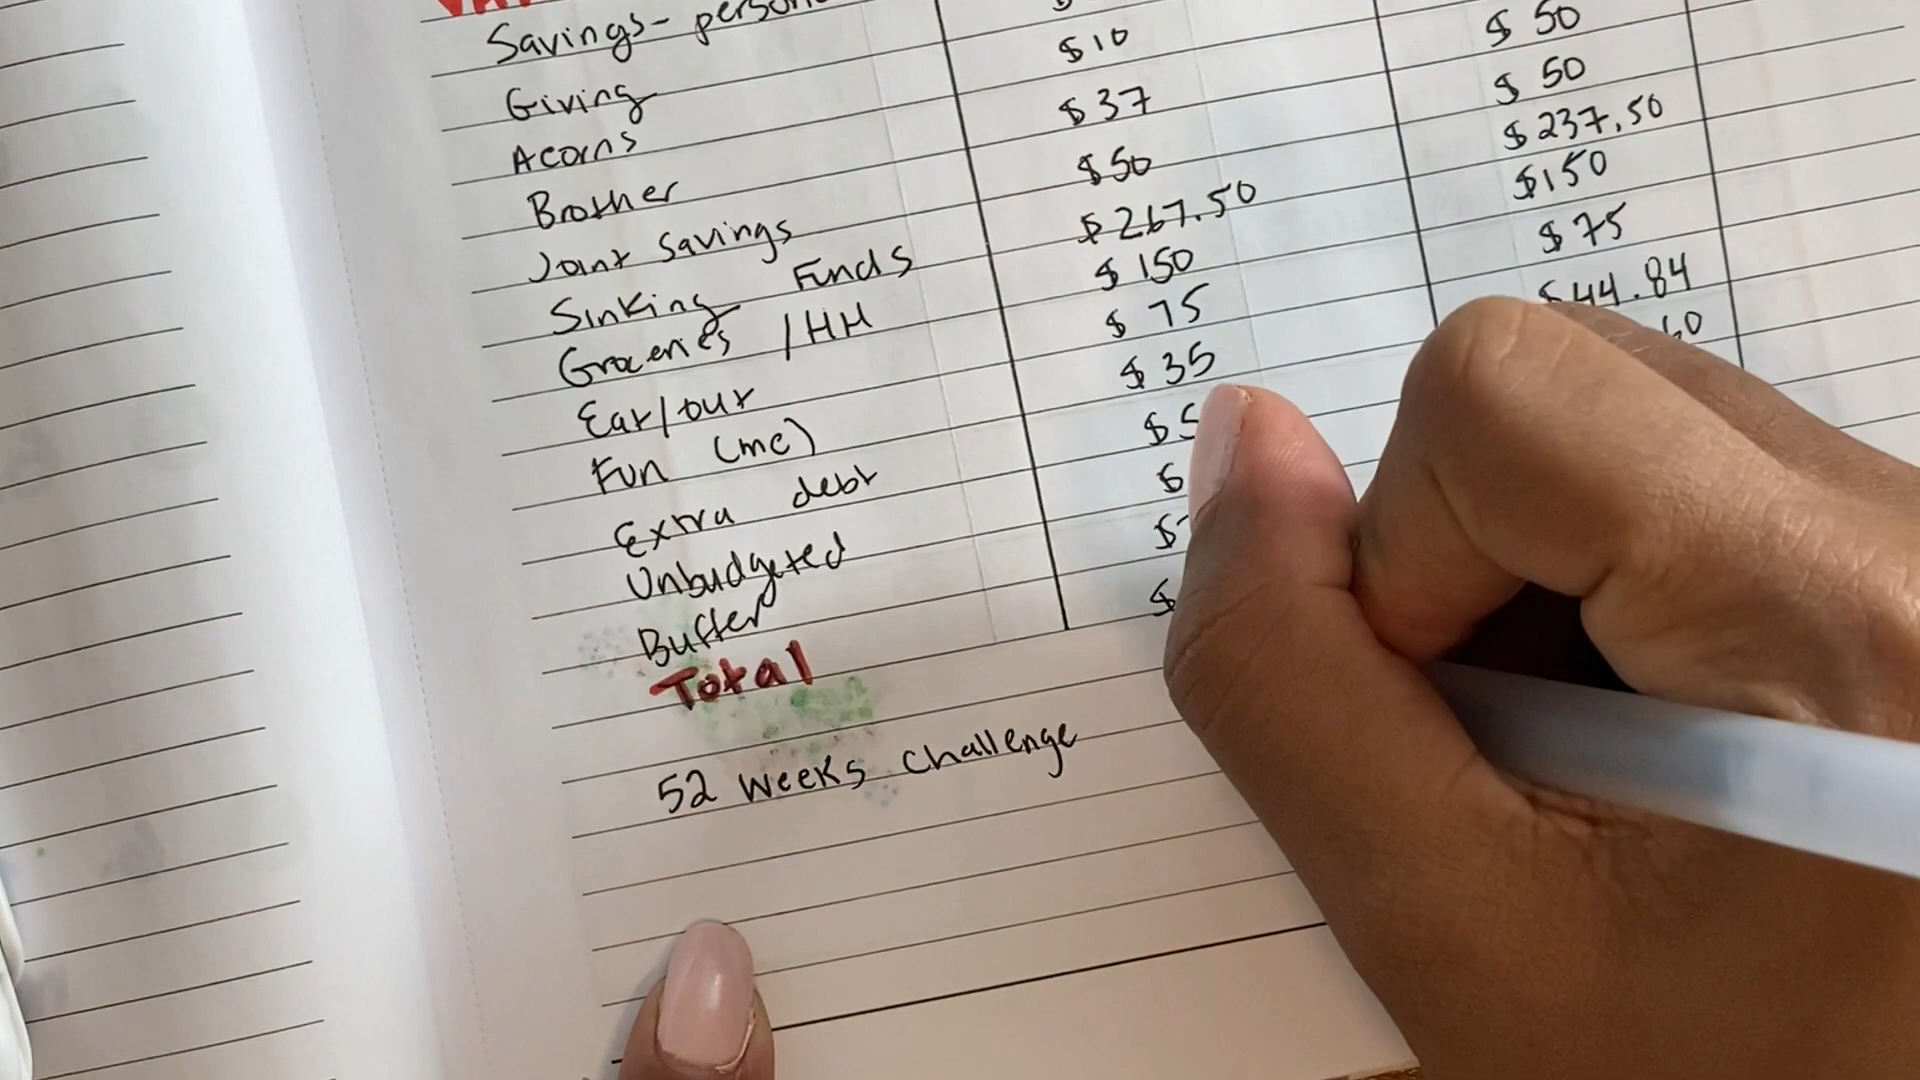 Savings -
Giving $
Acorns $10
Brother $37 $50
Joint Savings $50 $50
Sinking Funds $267.50 $237.50
Groceries /HH $150 $150
Eat/out $75 $75
Fun (me) $35 $44.84
Extra debt
Unbudgeted $
Buffer
Total $
52 weeks challenge